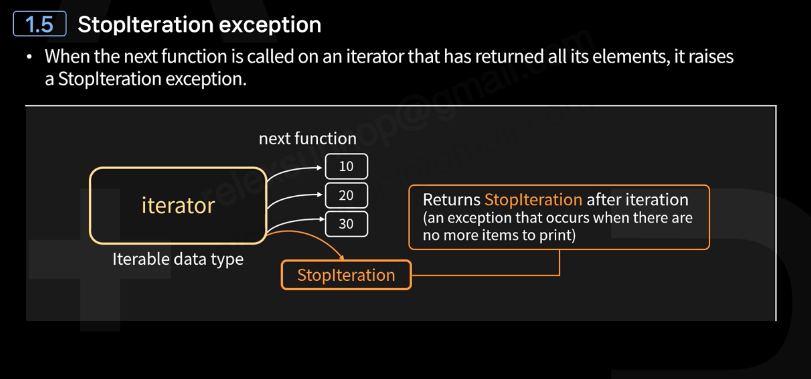 1.5 StopIteration exception
• When the next function is called on an iterator that has returned all its elements, it raises
a StopIteration exception.
next function
10
20
30
iterator
Iterable data type
StopIteration
Returns StopIteration after iteration
(an exception that occurs when there are
no more items to print)